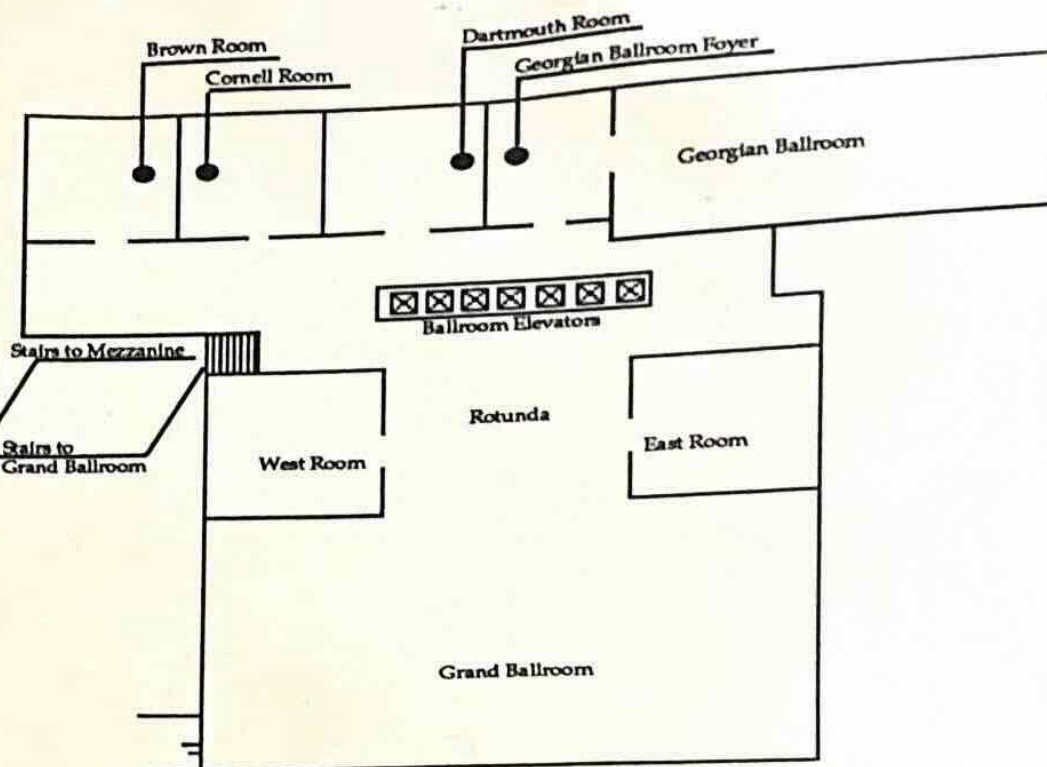 Brown Room
Cornell Room
Dartmouth Room
Georgian Ballroom Foyer
Georgian Ballroom
Ballroom Elevators
Stairs to Mezzanine
Stairs to
Grand Ballroom
Rotunda
West Room
East Room
Grand Ballroom